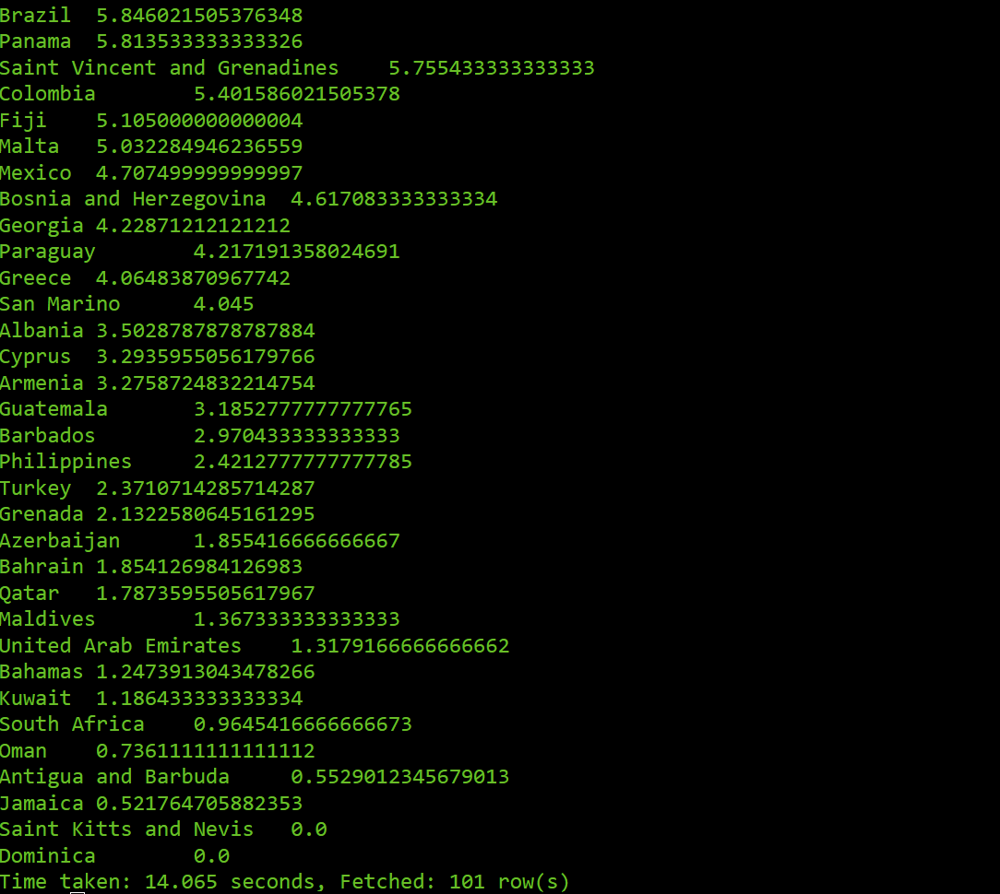 Brazil  5.846021505376348
Panama  5.813533333333326
Saint Vincent and Grenadines    5.755433333333333
Colombia        5.401586021505378
Fiji    5.105000000000004
Malta   5.032284946236559
Mexico  4.707499999999997
Bosnia and Herzegovina  4.617083333333334
Georgia 4.22871212121212
Paraguay        4.217191358024691
Greece  4.06483870967742
San Marino      4.045
Albania 3.5028787878787884
Cyprus  3.2935955056179766
Armenia 3.2758724832214754
Guatemala       3.1852777777777765
Barbados        2.970433333333333
Philippines     2.4212777777777785
Turkey  2.3710714285714287
Grenada 2.1322580645161295
Azerbaijan      1.855416666666667
Bahrain 1.854126984126983
Qatar   1.7873595505617967
Maldives        1.367333333333333
United Arab Emirates    1.3179166666666662
Bahamas 1.2473913043478266
Kuwait  1.186433333333334
South Africa    0.9645416666666673
Oman    0.7361111111111112
Antigua and Barbuda     0.5529012345679013
Jamaica 0.521764705882353
Saint Kitts and Nevis   0.0
Dominica        0.0
Time taken: 14.065 seconds, Fetched: 101 row(s)